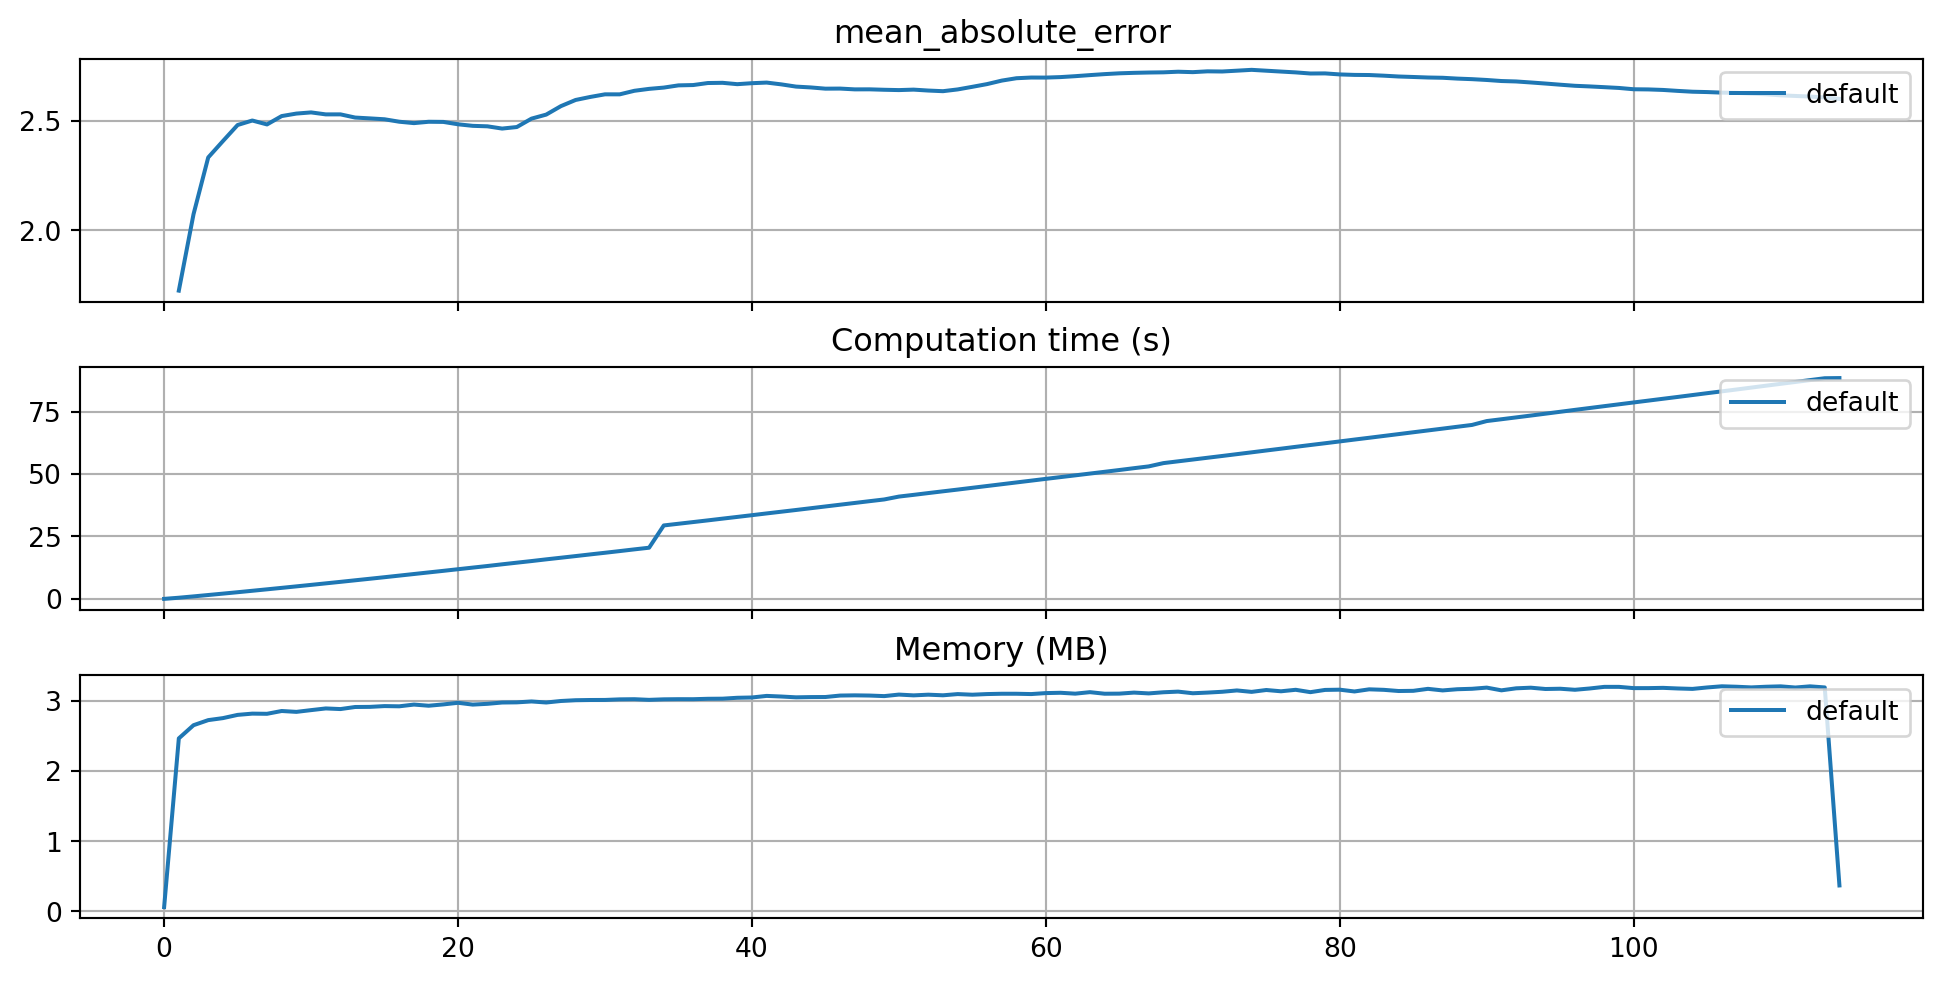 mean_absolute_error
2.5
2.0
default
Computation time (s)
75
50
25
0
default
Memory (MB)
3
2
1
0
default
0 20 40 60 80 100